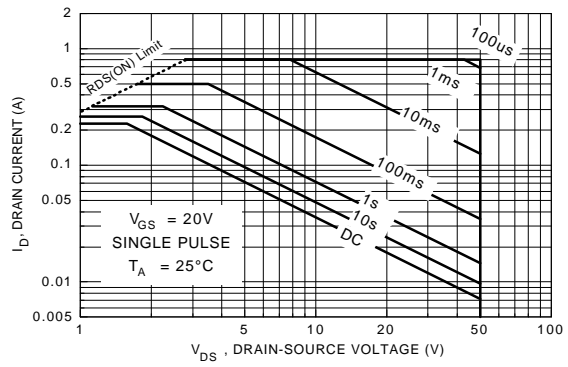 2
1
0.5
0.2
0.1
0.05
0.01
0.005
I_D, DRAIN CURRENT (A)
RDS(ON) Limit
100us
1ms
10ms
100ms
1s
10s
DC
V_GS = 20V
SINGLE PULSE
T_A = 25°C
1
5
10
20
30
40
50
100
V_DS , DRAIN-SOURCE VOLTAGE (V)